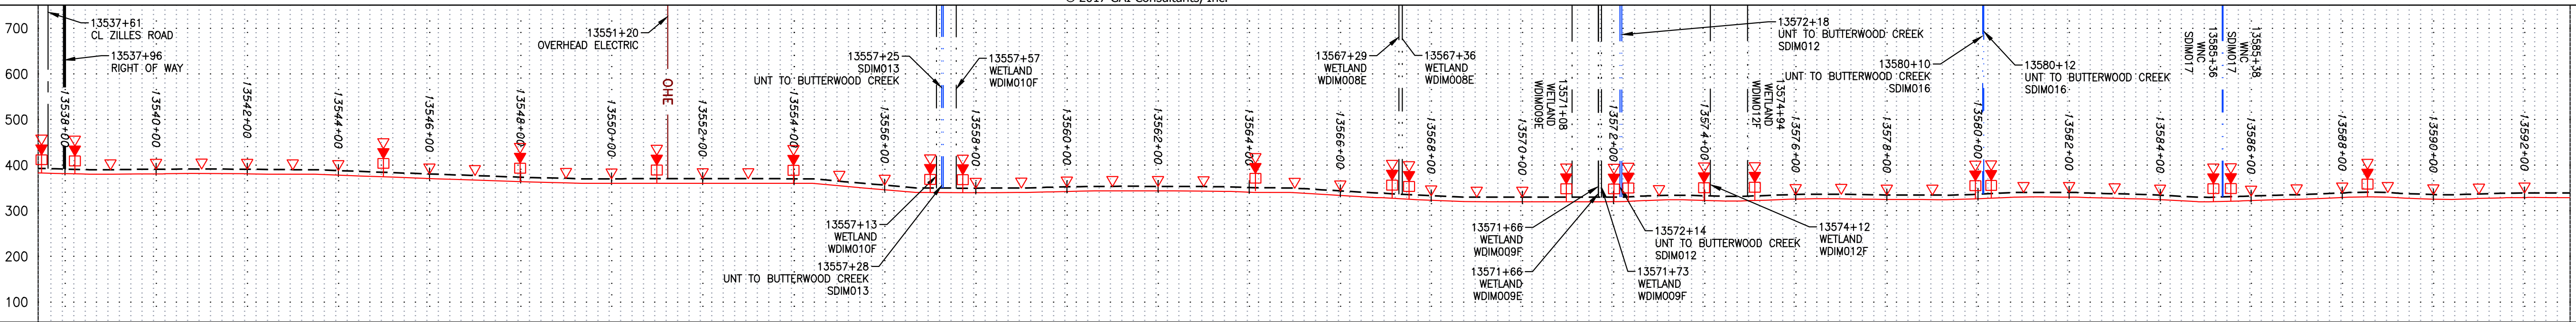 © 2017 GAI Consultants, Inc.
700
600
500
400
300
200
100
13537+61
CL ZILLES ROAD
13537+96
RIGHT OF WAY
13551+20
OVERHEAD ELECTRIC
OHE
13557+25
SDIM013
UNT TO BUTTERWOOD CREEK
13557+57
WETLAND
WDIM010F
13567+29
WETLAND
WDIM008E
13567+36
WETLAND
WDIM008E
13571+08
WETLAND
WDIM009E
13572+18
UNT TO BUTTERWOOD CREEK
SDIM012
13574+94
WETLAND
WDIM012F
13580+10
UNT TO BUTTERWOOD CREEK
SDIM016
13580+12
UNT TO BUTTERWOOD CREEK
SDIM016
13585+36
WNC
SDIM017
13585+38
WNC
SDIM017
13538+00
13540+00
13542+00
13544+00
13546+00
13548+00
13550+00
13552+00
13554+00
13556+00
13558+00
13560+00
13562+00
13564+00
13566+00
13568+00
13570+00
13572+00
13574+00
13576+00
13578+00
13580+00
13582+00
13584+00
13586+00
13588+00
13590+00
13592+00
13557+13
WETLAND
WDIM010F
13557+28
UNT TO BUTTERWOOD CREEK
SDIM013
13571+66
WETLAND
WDIM009F
13571+66
WETLAND
WDIM009E
13572+14
UNT TO BUTTERWOOD CREEK
SDIM012
13571+73
WETLAND
WDIM009F
13574+12
WETLAND
WDIM012F